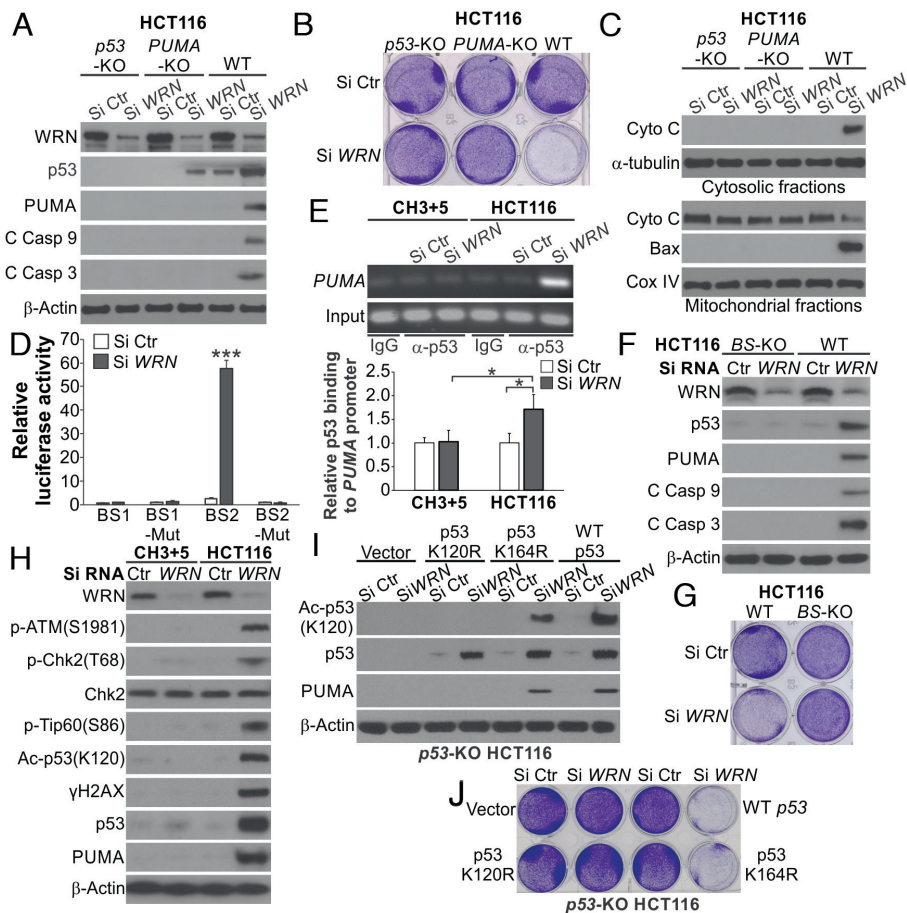 A
HCT116
p53 PUMA
-KO -KO WT
Si Ctr Si WRN Si Ctr Si WRN Si Ctr Si WRN
WRN
p53
PUMA
C Casp 9
C Casp 3
β-Actin
B
HCT116
p53-KO PUMA-KO WT
Si Ctr
Si WRN
C
HCT116
p53 PUMA
-KO -KO WT
Si Ctr Si WRN Si Ctr Si WRN Si Ctr Si WRN
Cyto C
α-tubulin
Cytosolic fractions
Cyto C
Bax
Cox IV
Mitochondrial fractions
D
Si Ctr
Si WRN
Relative
luciferase activity
70
60
50
40
30
20
10
0
***
BS1 BS1 BS2 BS2
-Mut -Mut
E
CH3+5 HCT116
Si Ctr Si WRN Si Ctr Si WRN
PUMA
Input
IgG α-p53 IgG α-p53
Si Ctr
Si WRN
Relative p53 binding
to PUMA promoter
2.5
2.0
1.5
1.0
0.5
0
*
*
CH3+5 HCT116
F
HCT116 BS-KO WT
Si RNA Ctr WRN Ctr WRN
WRN
p53
PUMA
C Casp 9
C Casp 3
β-Actin
G
HCT116
WT BS-KO
Si Ctr
Si WRN
H
CH3+5 HCT116
Si RNA Ctr WRN Ctr WRN
WRN
p-ATM(S1981)
p-Chk2(T68)
Chk2
p-Tip60(S86)
Ac-p53(K120)
γH2AX
p53
PUMA
β-Actin
I
p53 p53 WT
Vector K120R K164R p53
Si Ctr SiWRN Si Ctr SiWRN Si Ctr SiWRN Si Ctr SiWRN
Ac-p53
(K120)
p53
PUMA
β-Actin
p53-KO HCT116
J
Si Ctr Si WRN Si Ctr Si WRN
Vector WT p53
p53 p53
K120R K164R
p53-KO HCT116